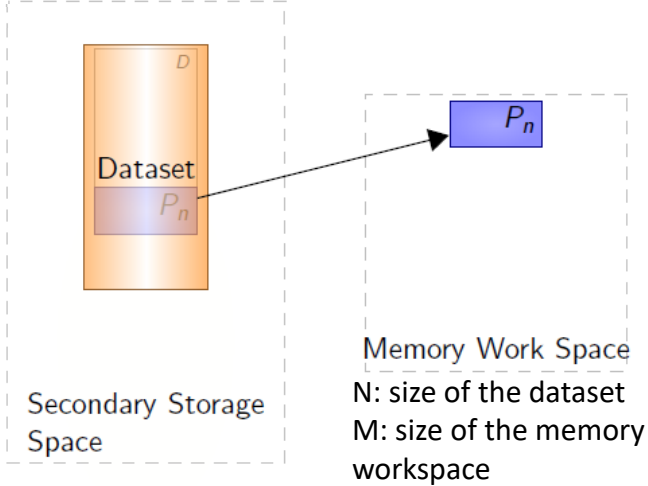 D
Dataset
Pn
Pn
Memory Work Space
Secondary Storage
Space
N: size of the dataset
M: size of the memory
workspace